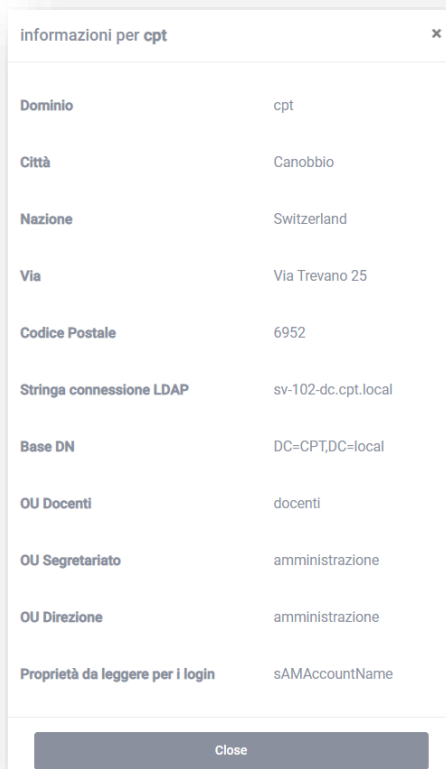 informazioni per cpt ×
Dominio cpt
Città Canobbio
Nazione Switzerland
Via Via Trevano 25
Codice Postale 6952
Stringa connessione LDAP sv-102-dc.cpt.local
Base DN DC=CPT,DC=local
OU Docenti docenti
OU Segretariato amministrazione
OU Direzione amministrazione
Proprietà da leggere per i login sAMAccountName
Close